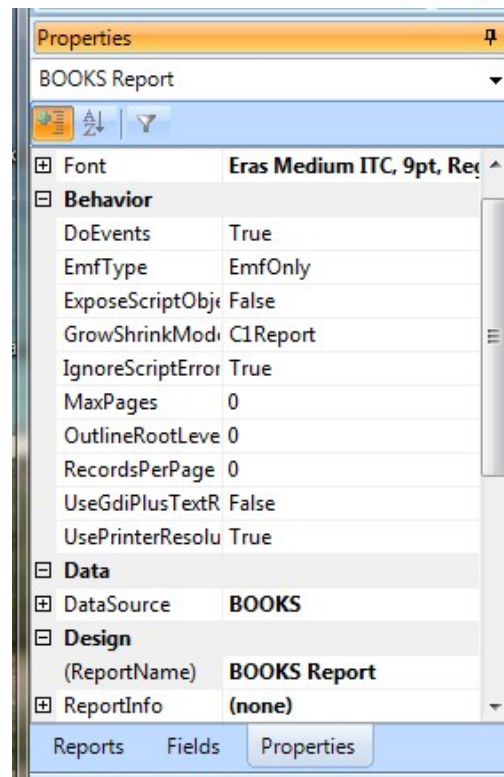 Properties
BOOKS Report
Font Eras Medium ITC, 9pt, Reg
Behavior
DoEvents True
EmfType EmfOnly
ExposeScriptObje False
GrowShrinkMod C1Report
IgnoreScriptError True
MaxPages 0
OutlineRootLeve 0
RecordsPerPage 0
UseGdiPlusTextR False
UsePrinterResolu True
Data
DataSource BOOKS
Design
(ReportName) BOOKS Report
ReportInfo (none)
Reports Fields Properties